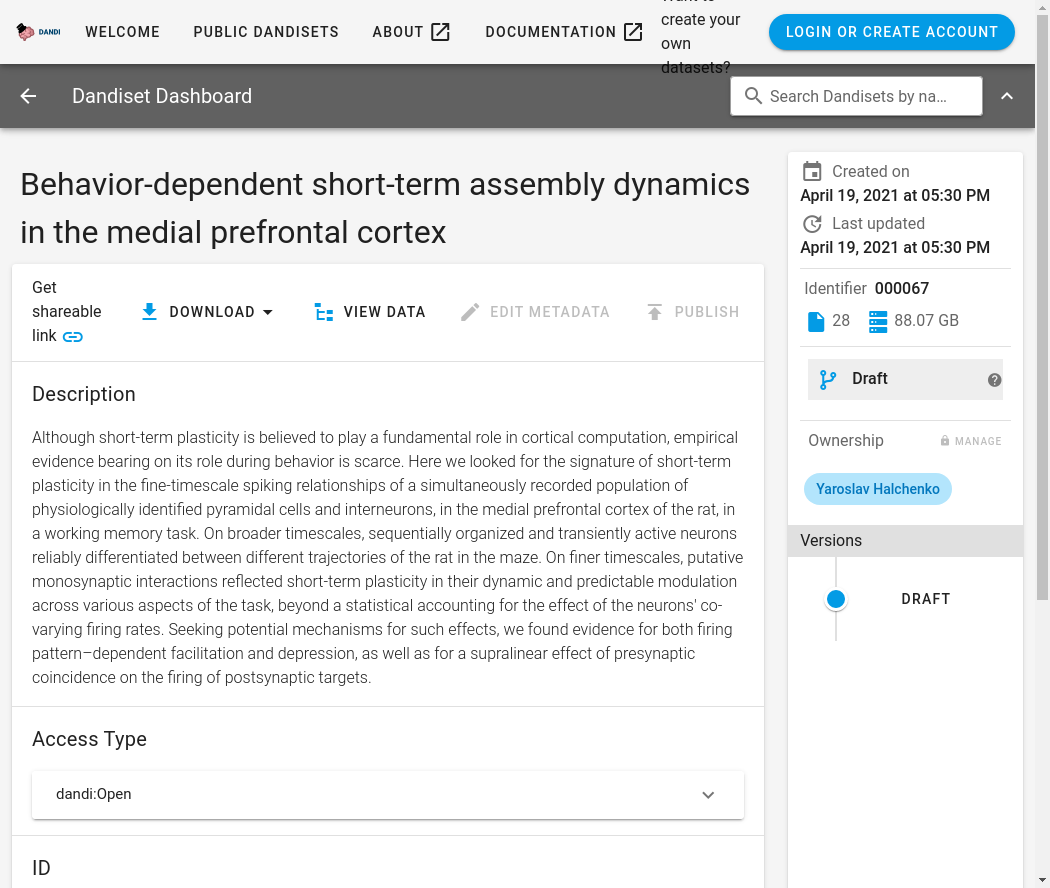 DANDI
WELCOME
PUBLIC DANDISETS
ABOUT
DOCUMENTATION
Want to
create your
own
datasets?
LOGIN OR CREATE ACCOUNT
Dandiset Dashboard
Search Dandisets by na…
Behavior-dependent short-term assembly dynamics
in the medial prefrontal cortex
Get
shareable
link
DOWNLOAD
VIEW DATA
EDIT METADATA
PUBLISH
Description
Although short-term plasticity is believed to play a fundamental role in cortical computation, empirical
evidence bearing on its role during behavior is scarce. Here we looked for the signature of short-term
plasticity in the fine-timescale spiking relationships of a simultaneously recorded population of
physiologically identified pyramidal cells and interneurons, in the medial prefrontal cortex of the rat, in
a working memory task. On broader timescales, sequentially organized and transiently active neurons
reliably differentiated between different trajectories of the rat in the maze. On finer timescales, putative
monosynaptic interactions reflected short-term plasticity in their dynamic and predictable modulation
across various aspects of the task, beyond a statistical accounting for the effect of the neurons' co-
varying firing rates. Seeking potential mechanisms for such effects, we found evidence for both firing
pattern–dependent facilitation and depression, as well as for a supralinear effect of presynaptic
coincidence on the firing of postsynaptic targets.
Access Type
dandi:Open
ID
Created on
April 19, 2021 at 05:30 PM
Last updated
April 19, 2021 at 05:30 PM
Identifier 000067
28 88.07 GB
Draft
Ownership
MANAGE
Yaroslav Halchenko
Versions
DRAFT